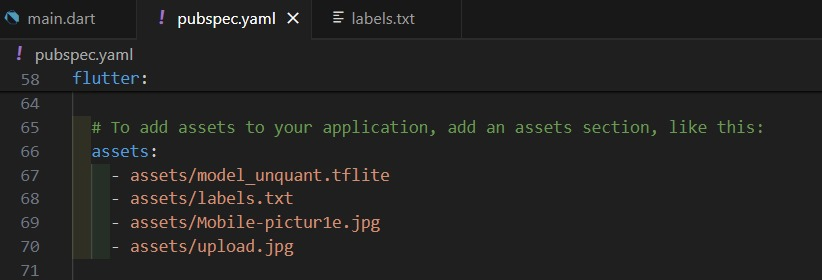 main.dart
! pubspec.yaml
labels.txt
! pubspec.yaml
58 flutter:
64
65 # To add assets to your application, add an assets section, like this:
66 assets:
67 - assets/model_unquant.tflite
68 - assets/labels.txt
69 - assets/Mobile-pictur1e.jpg
70 - assets/upload.jpg
71